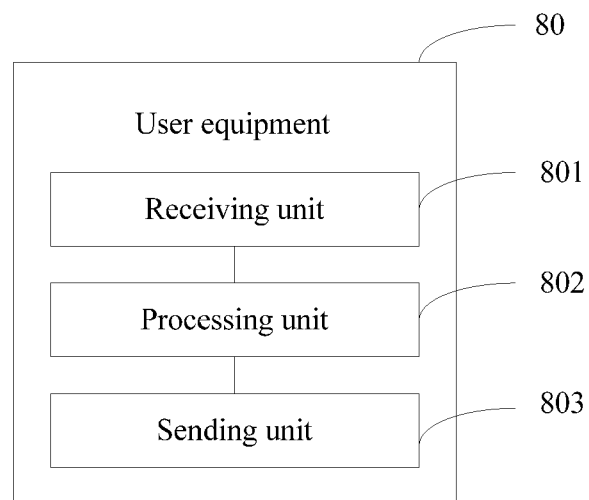 80
User equipment
801
Receiving unit
802
Processing unit
803
Sending unit